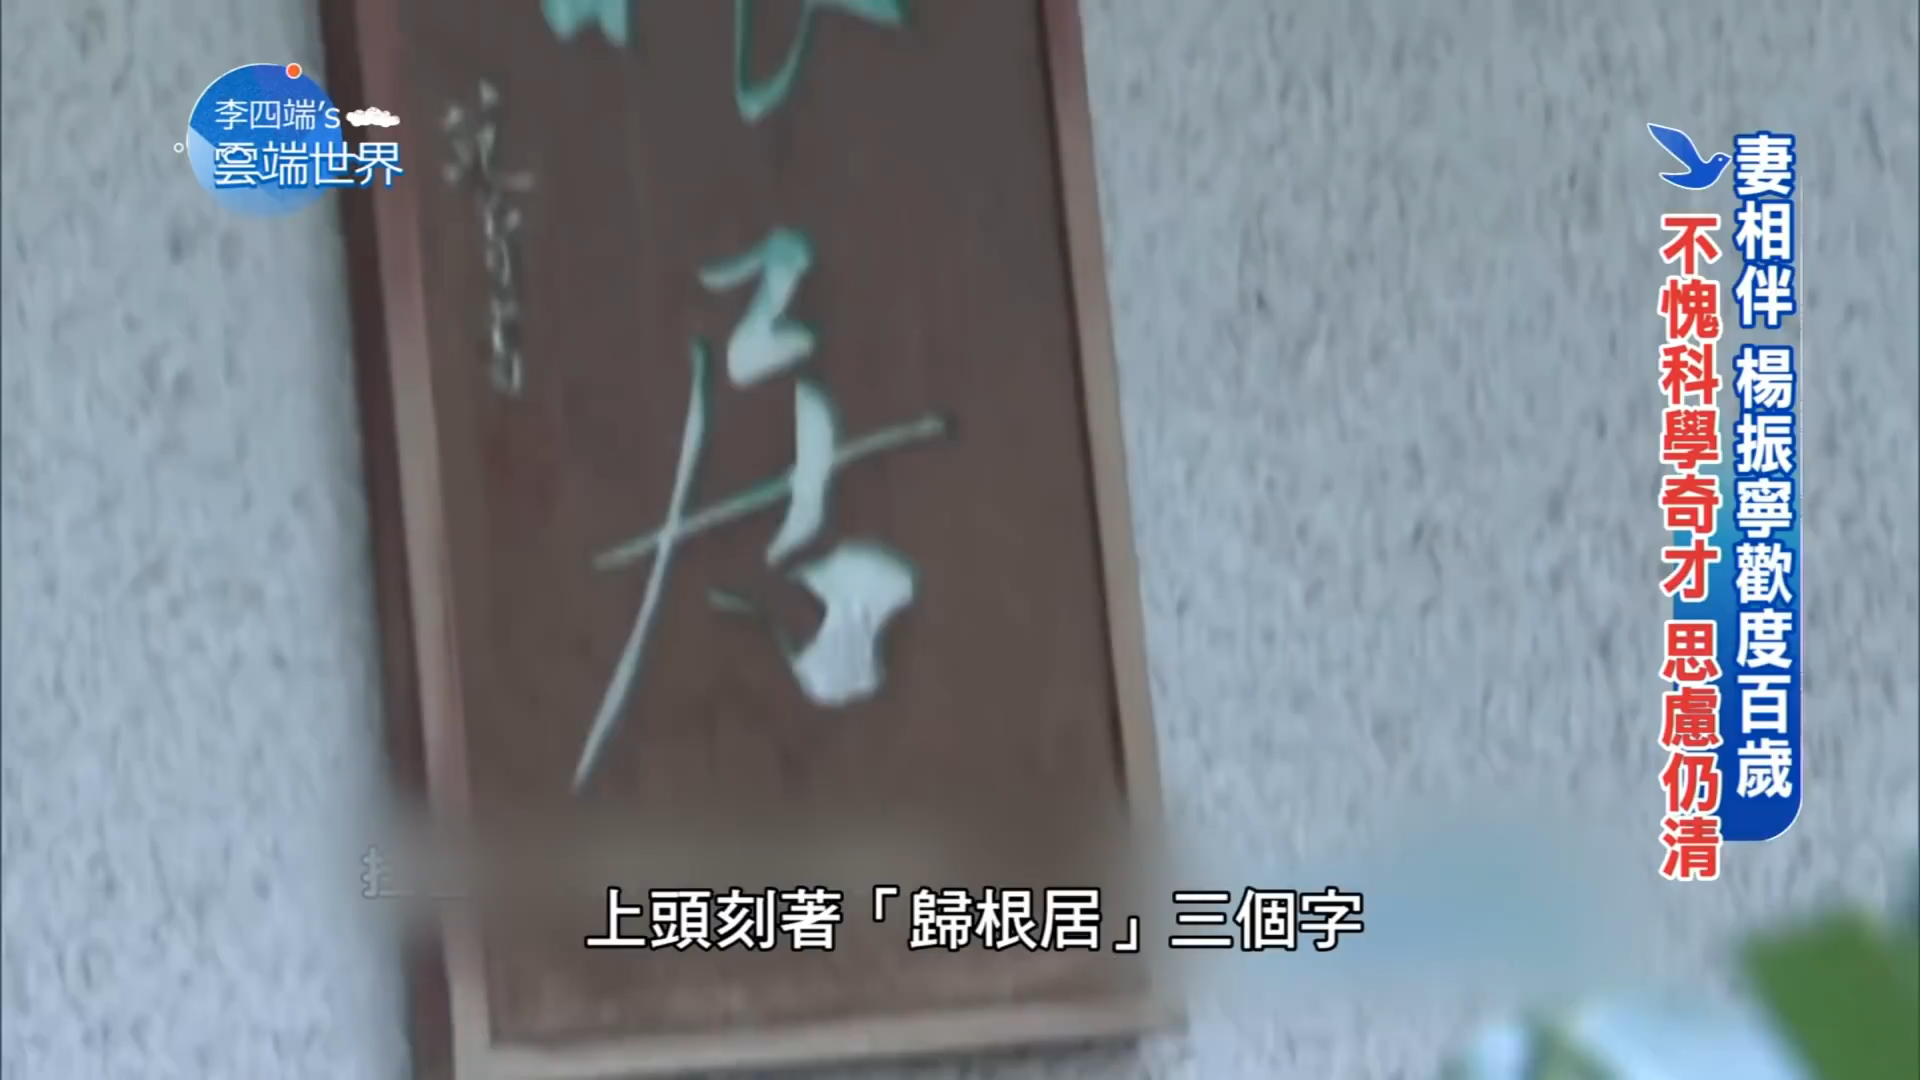 李四端's
雲端世界
妻相伴 楊振寧歡度百歲
不愧科學奇才 思慮仍清
居
上頭刻著「歸根居」三個字